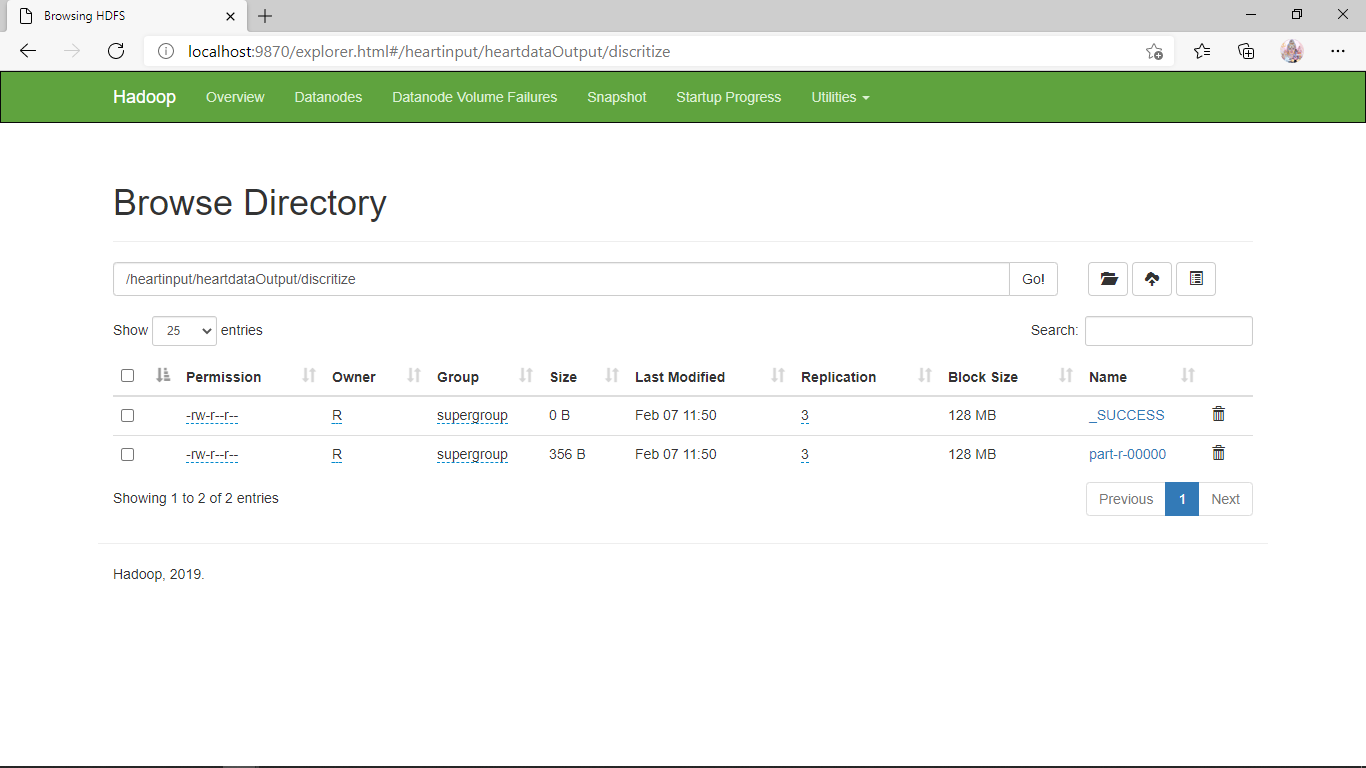 Browsing HDFS
localhost:9870/explorer.html#/heartinput/heartdataOutput/discritize
Hadoop Overview Datanodes Datanode Volume Failures Snapshot Startup Progress Utilities
Browse Directory
/heartinput/heartdataOutput/discritize Go!
Show 25 entries Search:
Permission Owner Group Size Last Modified Replication Block Size Name
-rw-r--r-- R supergroup 0 B Feb 07 11:50 3 128 MB _SUCCESS
-rw-r--r-- R supergroup 356 B Feb 07 11:50 3 128 MB part-r-00000
Showing 1 to 2 of 2 entries Previous 1 Next
Hadoop, 2019.